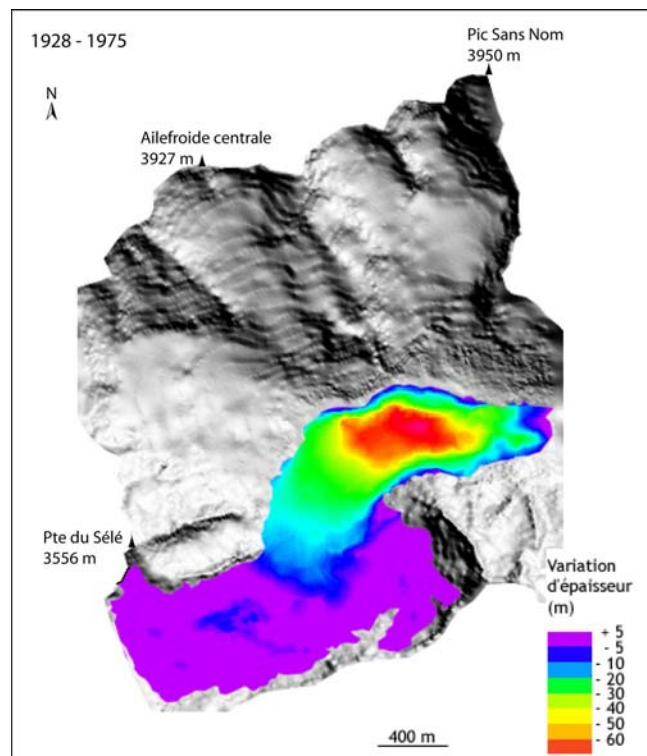 1928 - 1975
Pic Sans Nom
3950 m
N
Ailefroide centrale
3927 m
Pte du Sélé
3556 m
Variation
d'épaisseur
(m)
+ 5
- 5
- 10
- 20
- 30
- 40
- 50
- 60
400 m